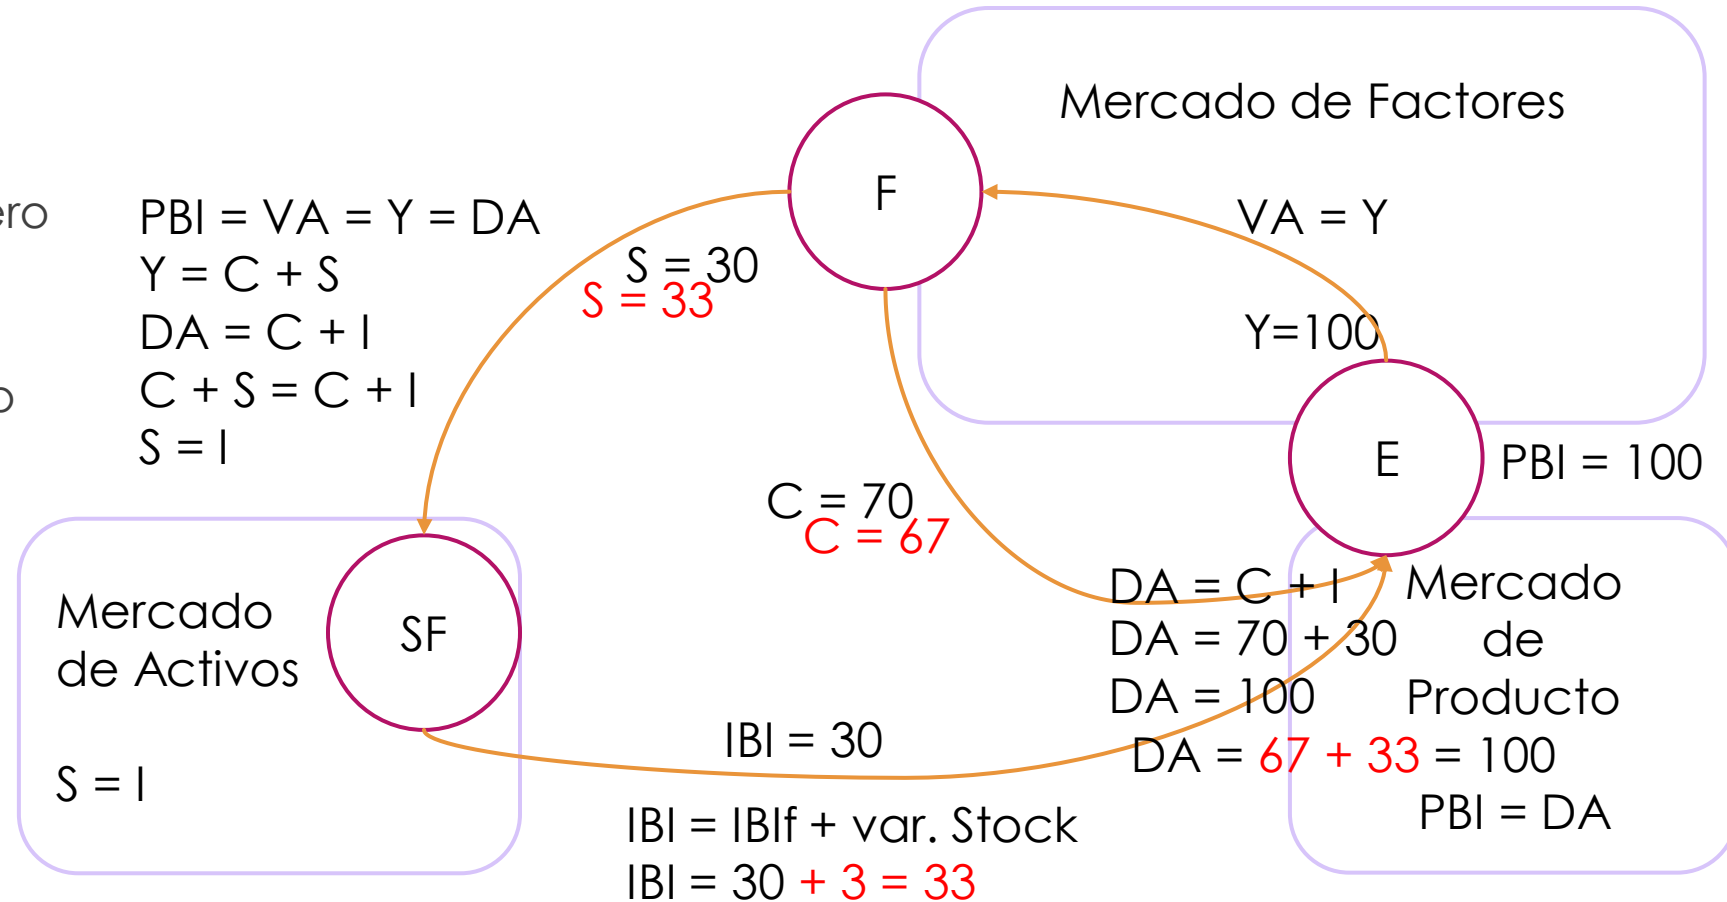 ero
o
PBI = VA = Y = DA
Y = C + S
DA = C + I
C + S = C + I
S = I
Mercado de Factores
F
VA = Y
Y=100
S = 30
S = 33
E
PBI = 100
C = 70
C = 67
Mercado
de Activos
S = I
SF
DA = C + I
DA = 70 + 30
DA = 100
DA = 67 + 33 = 100
Mercado
de
Producto
PBI = DA
IBI = 30
IBI = IBIf + var. Stock
IBI = 30 + 3 = 33